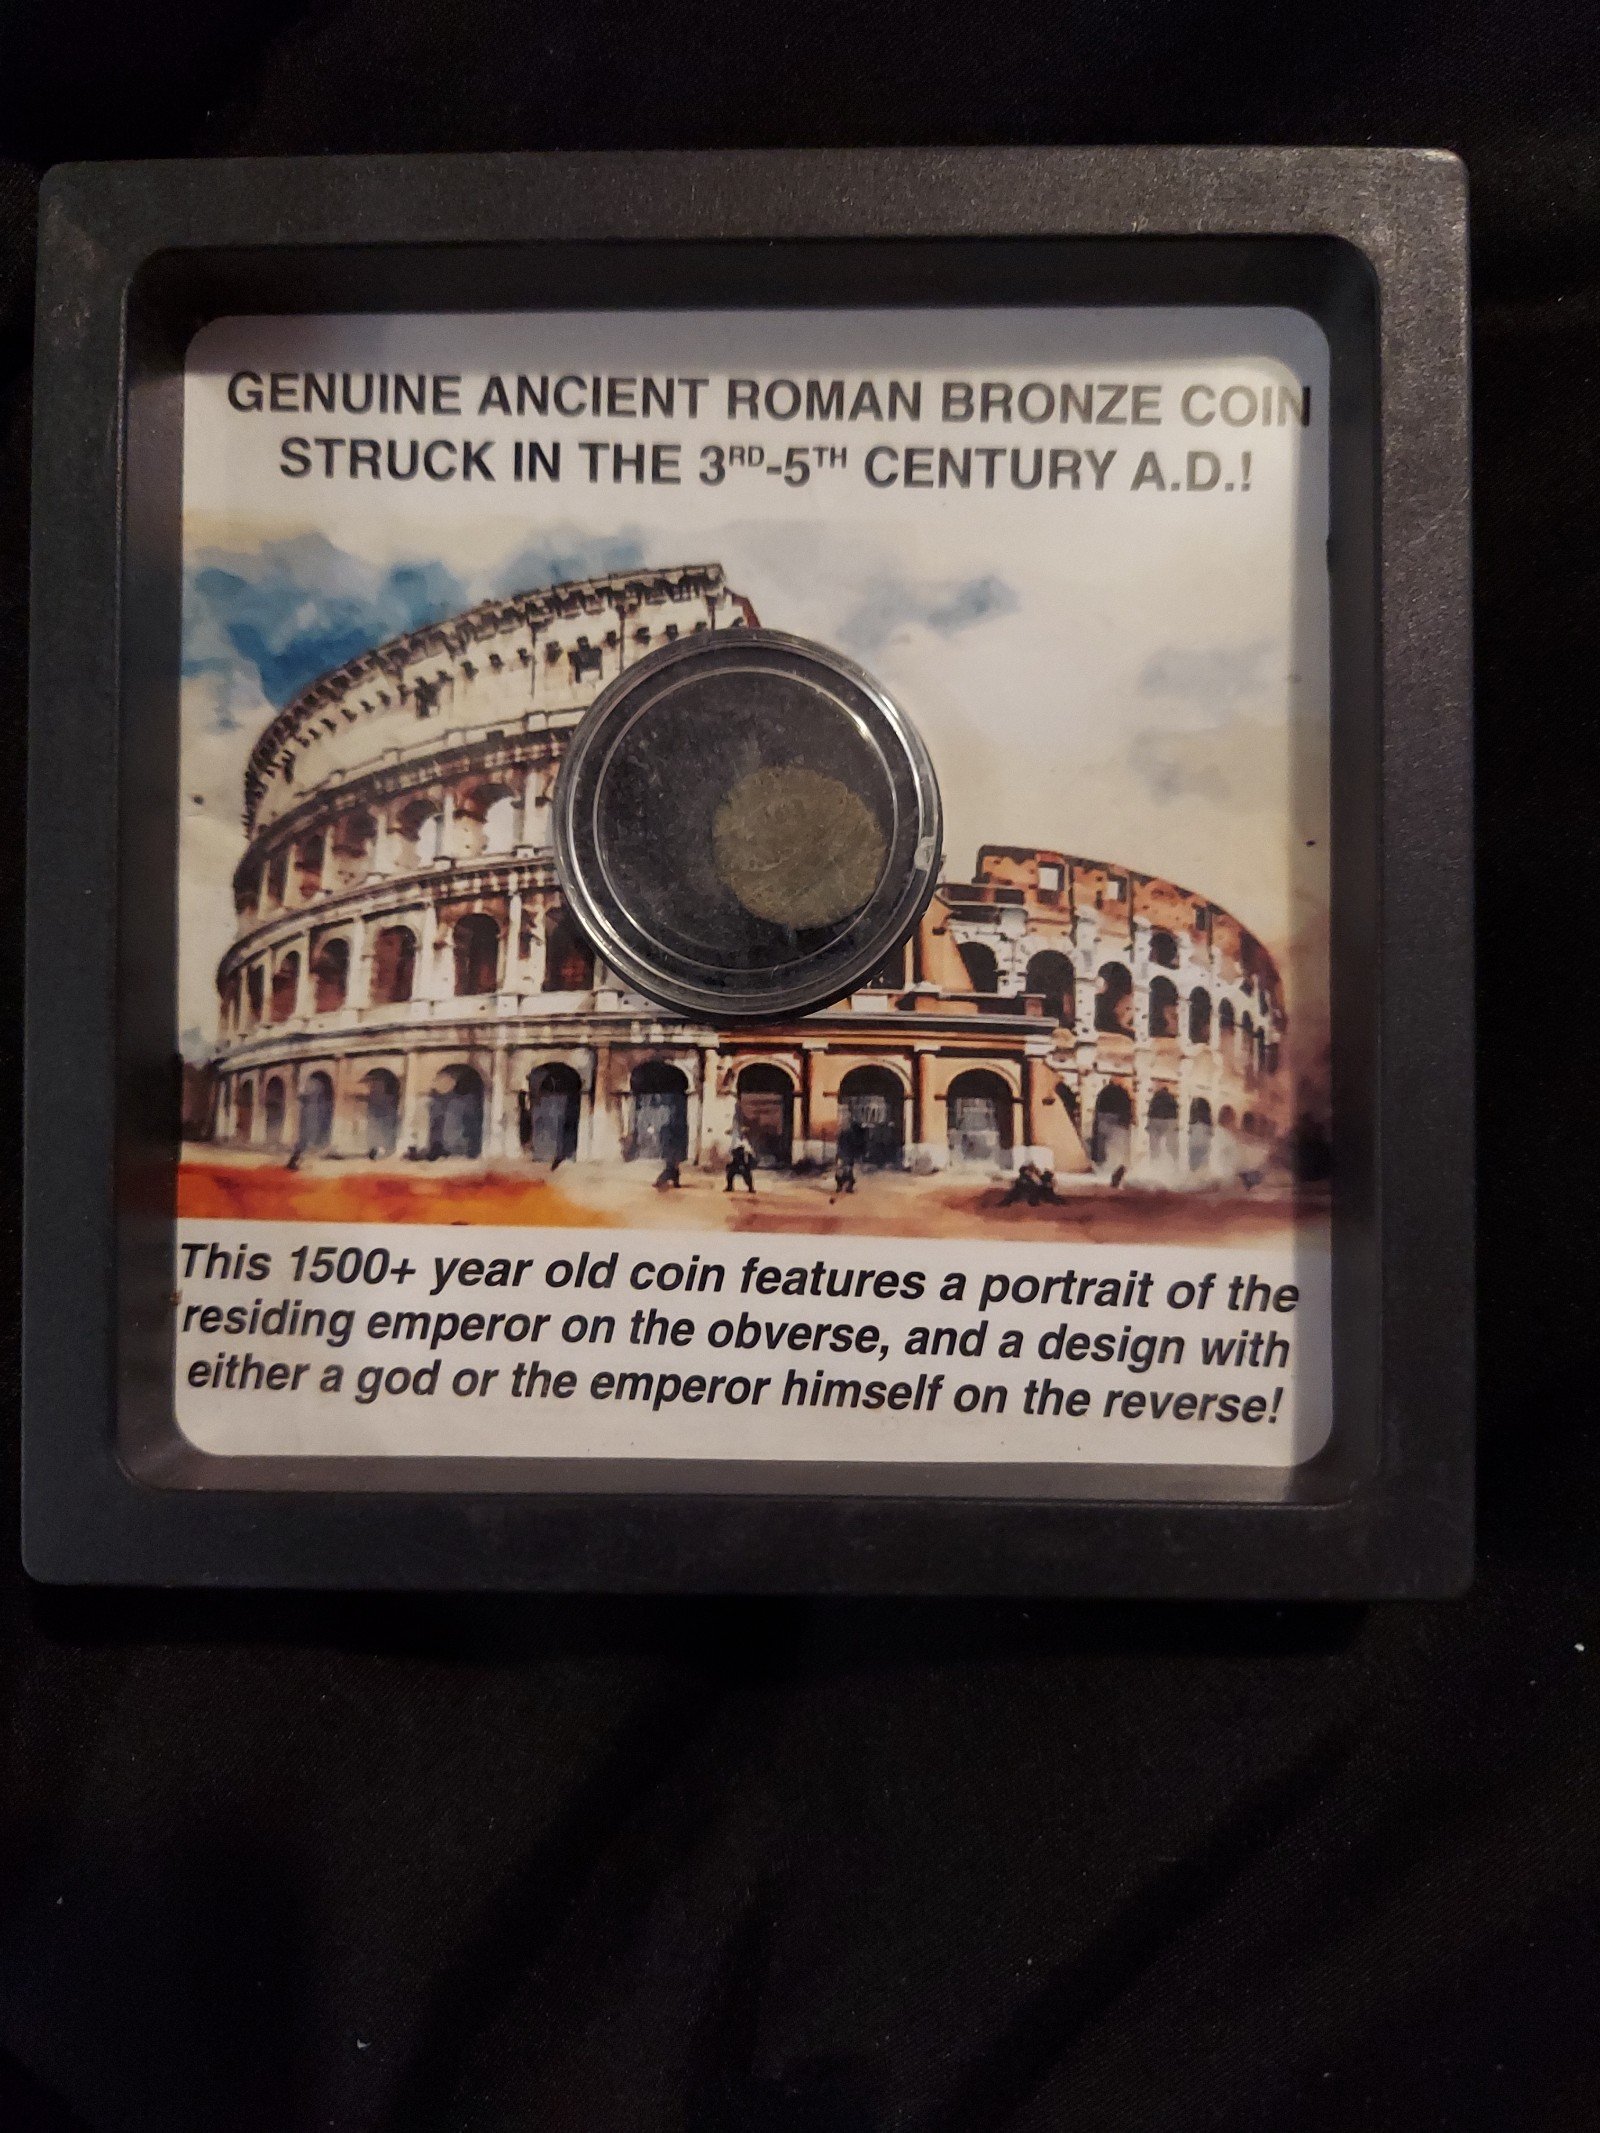 GENUINE ANCIENT ROMAN BRONZE COIN
STRUCK IN THE 3RD-5TH CENTURY A.D.!
This 1500+ year old coin features a portrait of the
residing emperor on the obverse, and a design with
either a god or the emperor himself on the reverse!